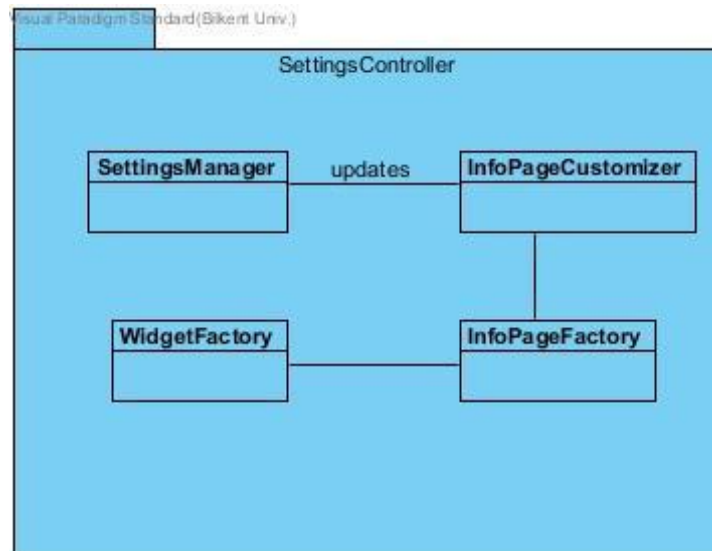 Visual Paradigm Standard(Bilkent Univ.)
SettingsController
SettingsManager
updates
InfoPageCustomizer
WidgetFactory
InfoPageFactory